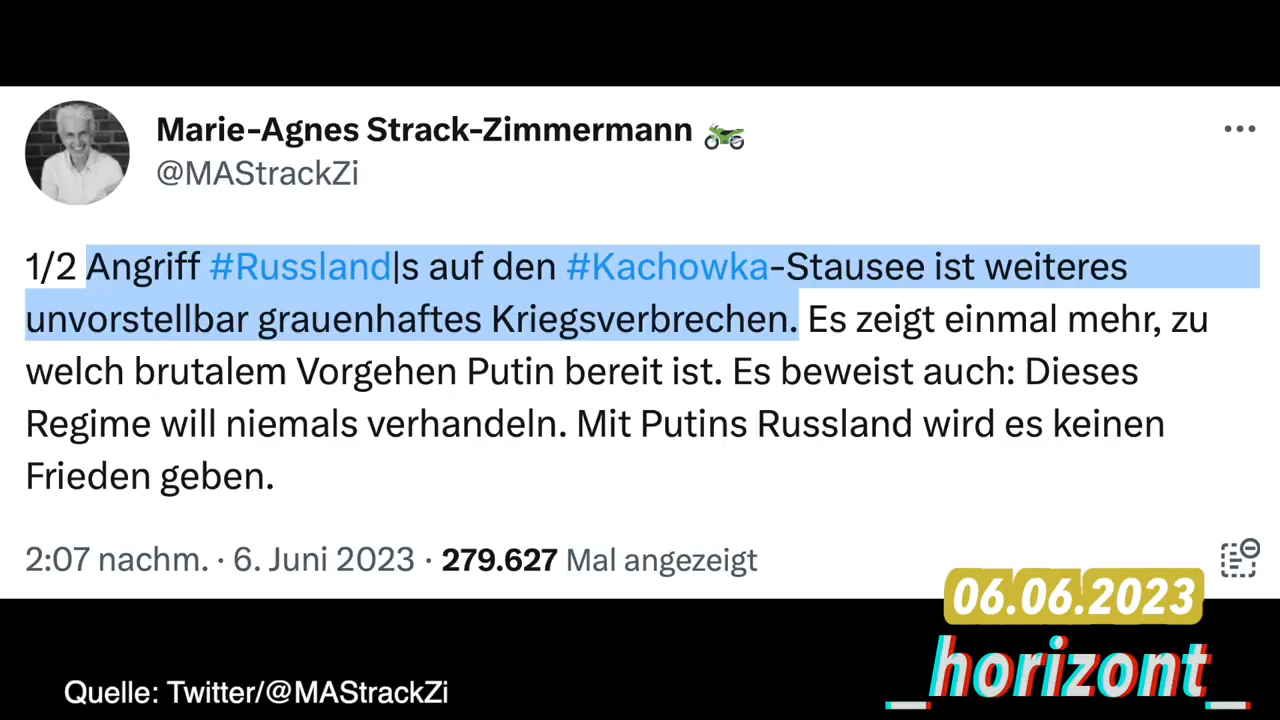 Marie-Agnes Strack-Zimmermann
@MAStrackZi
1/2 Angriff #Russland|s auf den #Kachowka-Stausee ist weiteres
unvorstellbar grauenhaftes Kriegsverbrechen. Es zeigt einmal mehr, zu
welch brutalem Vorgehen Putin bereit ist. Es beweist auch: Dieses
Regime will niemals verhandeln. Mit Putins Russland wird es keinen
Frieden geben.
2:07 nachm. · 6. Juni 2023 · 279.627 Mal angezeigt
06.06.2023
_horizont_
Quelle: Twitter/@MAStrackZi